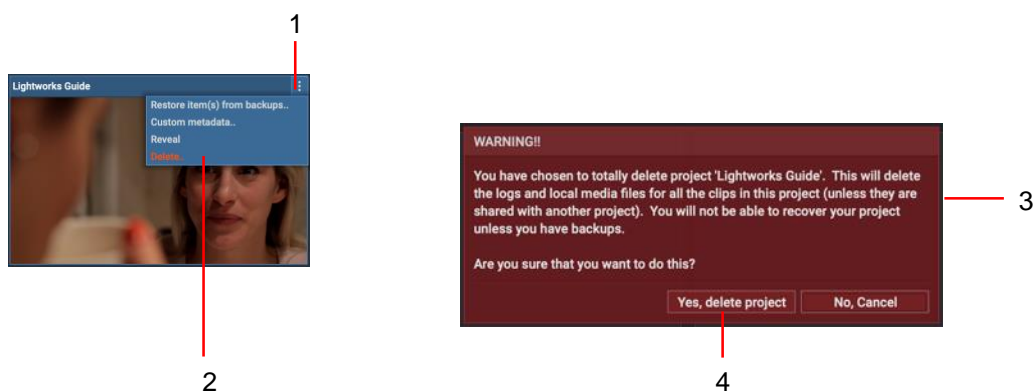 1
Lightworks Guide
Restore item(s) from backups..
Custom metadata..
Reveal
Delete..
2
WARNING!!
You have chosen to totally delete project 'Lightworks Guide'. This will delete
the logs and local media files for all the clips in this project (unless they are
shared with another project). You will not be able to recover your project
unless you have backups.
Are you sure that you want to do this?
Yes, delete project
No, Cancel
3
4